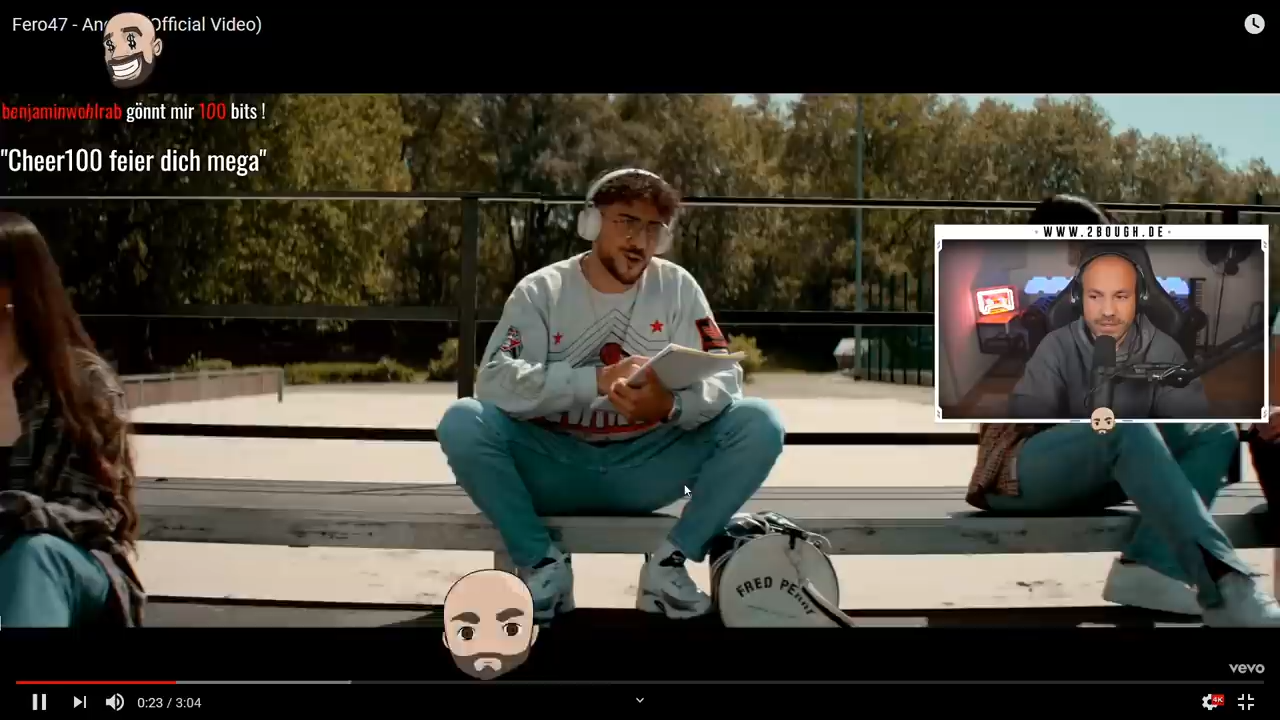 Fero47 - An Official Video)
benjaminwohlrab gönnt mir 100 bits !
"Cheer100 feier dich mega"
WWW.2BOUGH.DE
FRED PERRY
vevo
0:23 / 3:04
4K